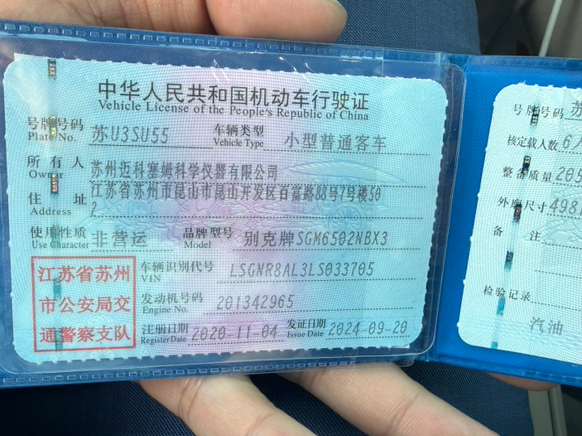 中华人民共和国机动车行驶证
Vehicle License of the People's Republic of China
号牌号码 苏U3SU55 车辆类型 小型普通客车
Plate No. Vehicle Type
所有人 苏州迈科塞姆科学仪器有限公司
Owner
住址 江苏省苏州市昆山市昆山开发区百富路88号7号楼50
2
Address
使用性质 非营运 品牌型号 别克牌SGM6502NBX3
Use Character Model
江苏省苏州
市公安局交
通警察支队
车辆识别代号 LSGNR8AL3LS033705
VIN
发动机号码 201342965
Engine No.
注册日期 2020-11-04 发证日期 2024-09-20
Register Date Issue Date
号牌号码 苏
核定载人数 6人
整备质量 205
外廓尺寸 498
备注
检验记录
汽油